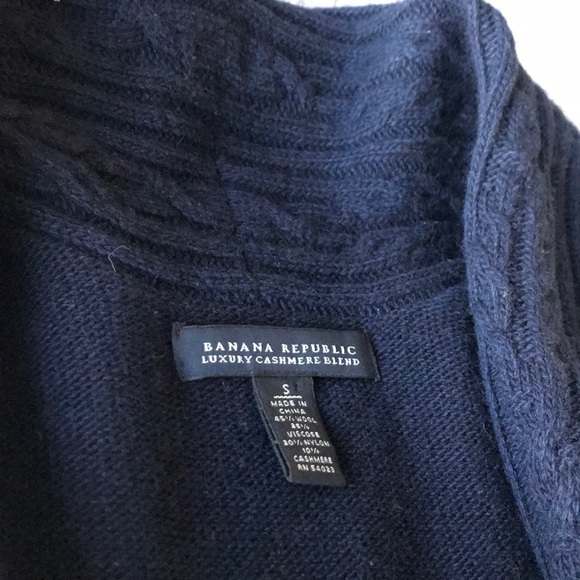 BANANA REPUBLIC
LUXURY CASHMERE BLEND
S
MADE IN
CHINA
45% WOOL
25%
VISCOSE
20% NYLON
10%
CASHMERE
RN 54023